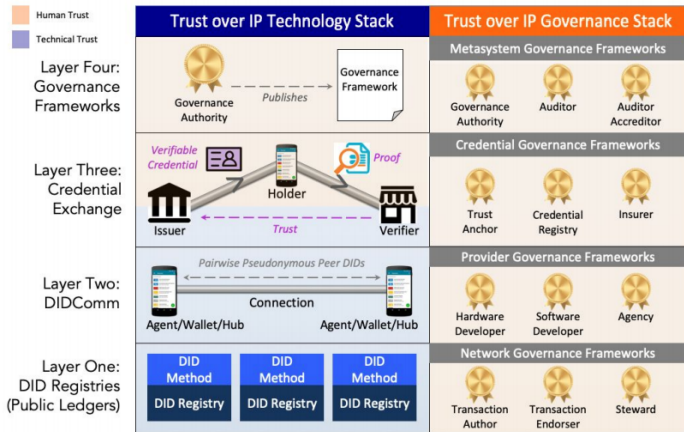 Human Trust
Technical Trust
Trust over IP Technology Stack
Trust over IP Governance Stack
Layer Four:
Governance
Frameworks
Governance
Authority
Publishes
Governance
Framework
Metasystem Governance Frameworks
Governance
Authority
Auditor
Auditor
Accreditor
Layer Three:
Credential
Exchange
Verifiable
Credential
Proof
Holder
Issuer
Trust
Verifier
Credential Governance Frameworks
Trust
Anchor
Credential
Registry
Insurer
Layer Two:
DIDComm
Pairwise Pseudonymous Peer DIDs
Connection
Agent/Wallet/Hub
Agent/Wallet/Hub
Provider Governance Frameworks
Hardware
Developer
Software
Developer
Agency
Layer One:
DID Registries
(Public Ledgers)
DID
Method
DID Registry
DID
Method
DID Registry
DID
Method
DID Registry
Network Governance Frameworks
Transaction
Author
Transaction
Endorser
Steward